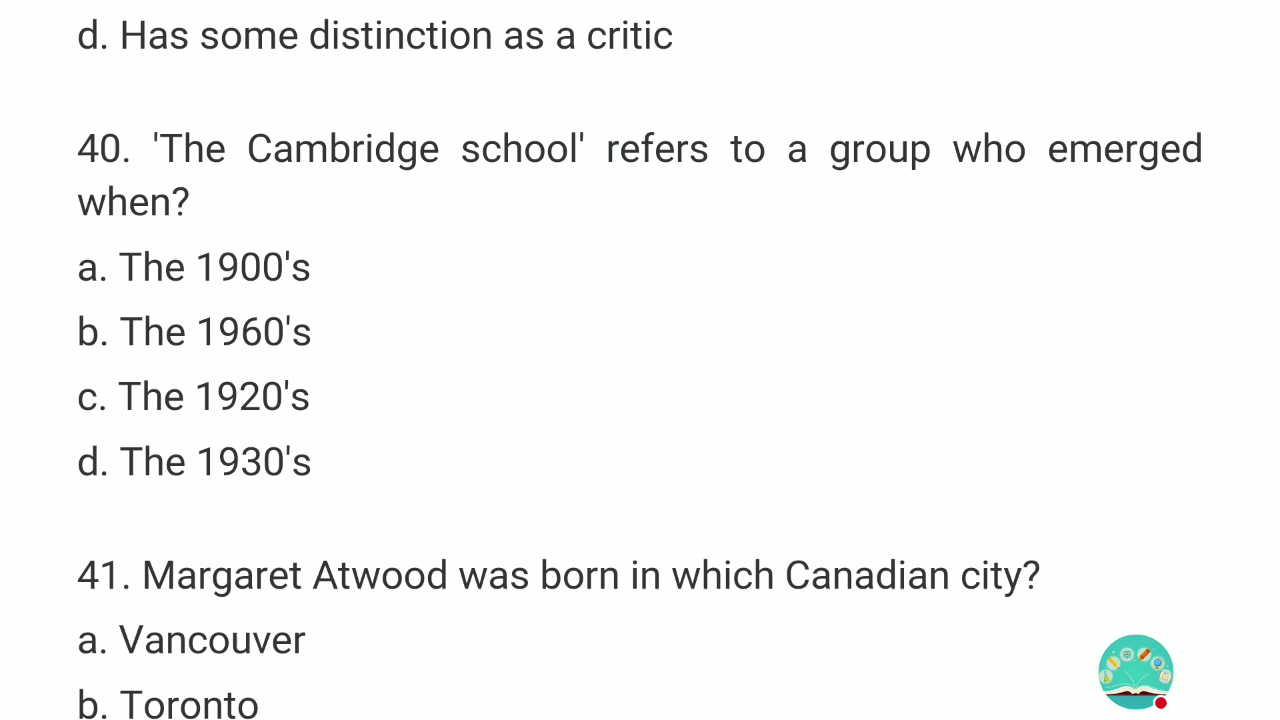 d. Has some distinction as a critic
40. 'The Cambridge school' refers to a group who emerged
when?
a. The 1900's
b. The 1960's
c. The 1920's
d. The 1930's
41. Margaret Atwood was born in which Canadian city?
a. Vancouver
b. Toronto